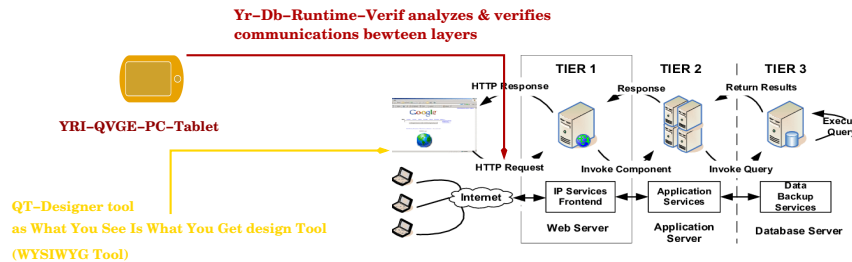 Yr-Db-Runtime-Verif analyzes & verifies
communications bewteen layers
YRI-QVGE-PC-Tablet
QT-Designer tool
as What You See Is What You Get design Tool
(WYSIWYG Tool)
TIER 1
TIER 2
TIER 3
HTTP Response
Response
Return Results
Google
Execu
Query
HTTP Request
Invoke Component
Invoke Query
Internet
IP Services
Frontend
Application
Services
Data
Backup
Services
Web Server
Application
Server
Database Server